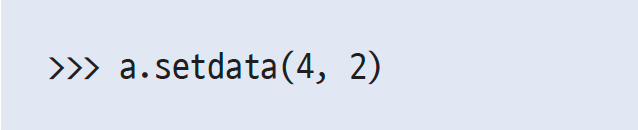 >>> a.setdata(4, 2)